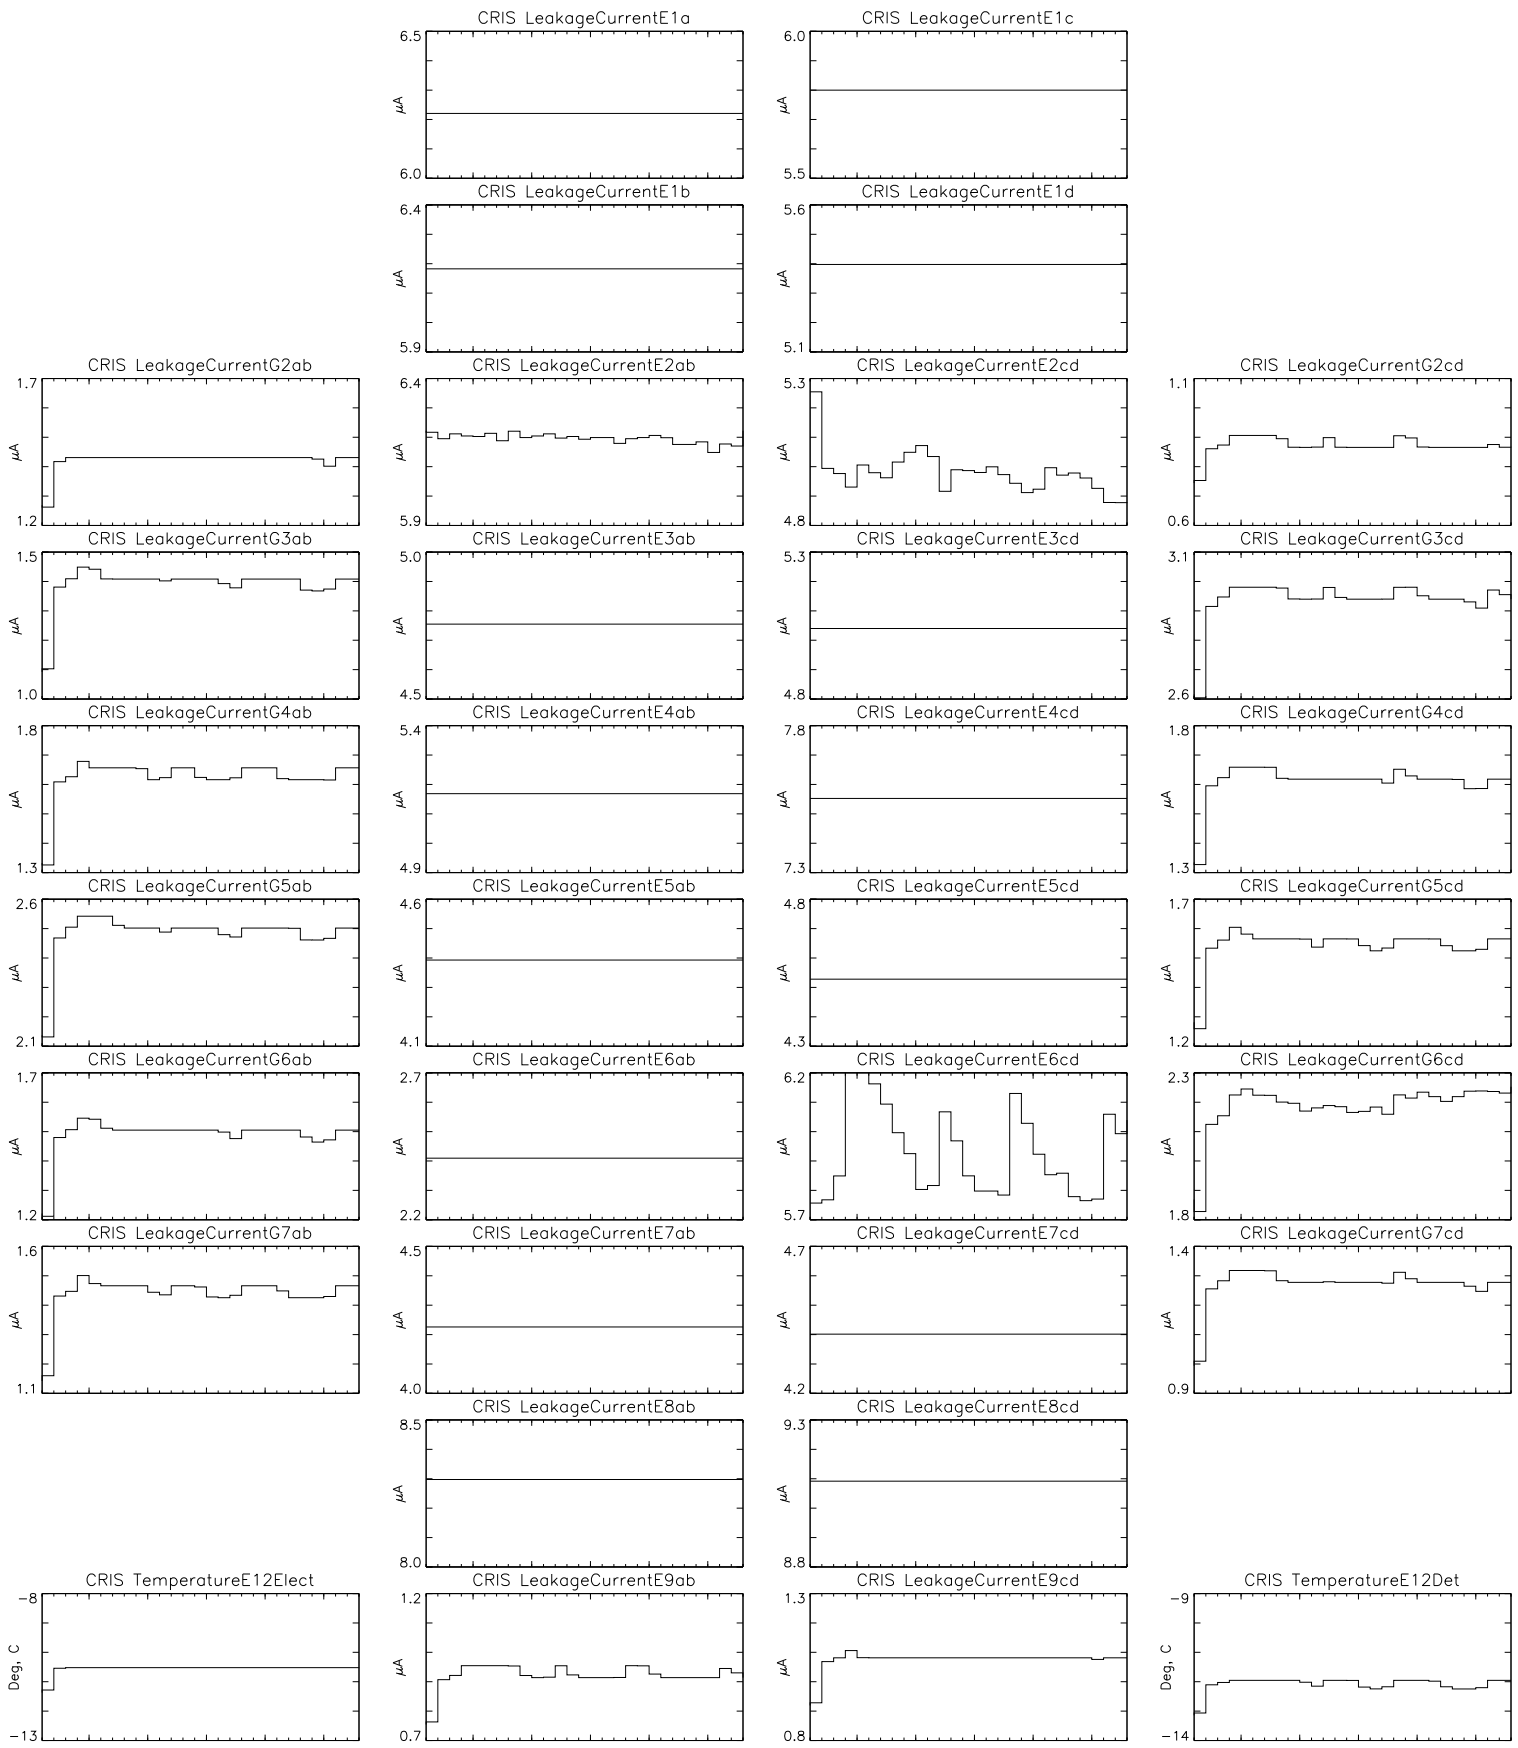 CRIS LeakageCurrentE1a
CRIS LeakageCurrentE1c
6.5
μA
6.0
6.0
μA
5.5
CRIS LeakageCurrentE1b
CRIS LeakageCurrentE1d
6.4
μA
5.9
5.6
μA
5.1
CRIS LeakageCurrentG2ab
CRIS LeakageCurrentE2ab
CRIS LeakageCurrentE2cd
CRIS LeakageCurrentG2cd
1.7
μA
1.2
6.4
μA
5.9
5.3
μA
4.8
1.1
μA
0.6
CRIS LeakageCurrentG3ab
CRIS LeakageCurrentE3ab
CRIS LeakageCurrentE3cd
CRIS LeakageCurrentG3cd
1.5
μA
1.0
5.0
μA
4.5
5.3
μA
4.8
3.1
μA
2.6
CRIS LeakageCurrentG4ab
CRIS LeakageCurrentE4ab
CRIS LeakageCurrentE4cd
CRIS LeakageCurrentG4cd
1.8
μA
1.3
5.4
μA
4.9
7.8
μA
7.3
1.8
μA
1.3
CRIS LeakageCurrentG5ab
CRIS LeakageCurrentE5ab
CRIS LeakageCurrentE5cd
CRIS LeakageCurrentG5cd
2.6
μA
2.1
4.6
μA
4.1
4.8
μA
4.3
1.7
μA
1.2
CRIS LeakageCurrentG6ab
CRIS LeakageCurrentE6ab
CRIS LeakageCurrentE6cd
CRIS LeakageCurrentG6cd
1.7
μA
1.2
2.7
μA
2.2
6.2
μA
5.7
2.3
μA
1.8
CRIS LeakageCurrentG7ab
CRIS LeakageCurrentE7ab
CRIS LeakageCurrentE7cd
CRIS LeakageCurrentG7cd
1.6
μA
1.1
4.5
μA
4.0
4.7
μA
4.2
1.4
μA
0.9
CRIS LeakageCurrentE8ab
CRIS LeakageCurrentE8cd
8.5
μA
8.0
9.3
μA
8.8
CRIS TemperatureE12Elect
CRIS LeakageCurrentE9ab
CRIS LeakageCurrentE9cd
CRIS TemperatureE12Det
-8
Deg, C
-13
1.2
μA
0.7
1.3
μA
0.8
-9
Deg, C
-14